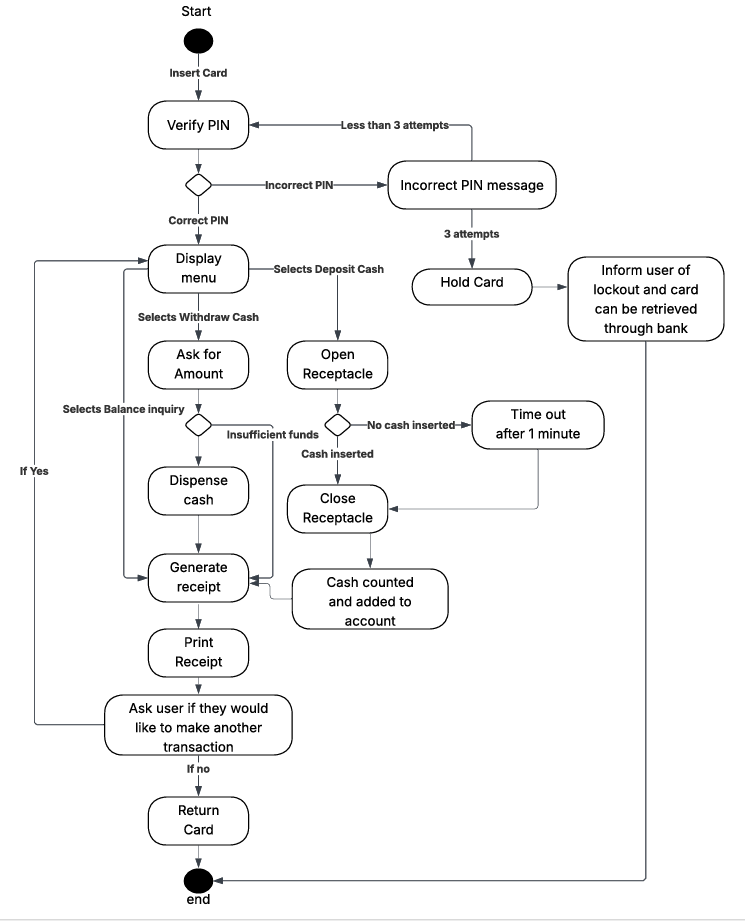 Start
Insert Card
Verify PIN
Less than 3 attempts
Incorrect PIN
Incorrect PIN message
Correct PIN
3 attempts
Display
menu
Selects Deposit Cash
Hold Card
Inform user of
lockout and card
can be retrieved
through bank
Selects Withdraw Cash
Ask for
Amount
Open
Receptacle
Selects Balance inquiry
Insufficient funds
No cash inserted
Time out
after 1 minute
Cash inserted
If Yes
Dispense
cash
Close
Receptacle
Generate
receipt
Cash counted
and added to
account
Print
Receipt
Ask user if they would
like to make another
transaction
If no
Return
Card
end